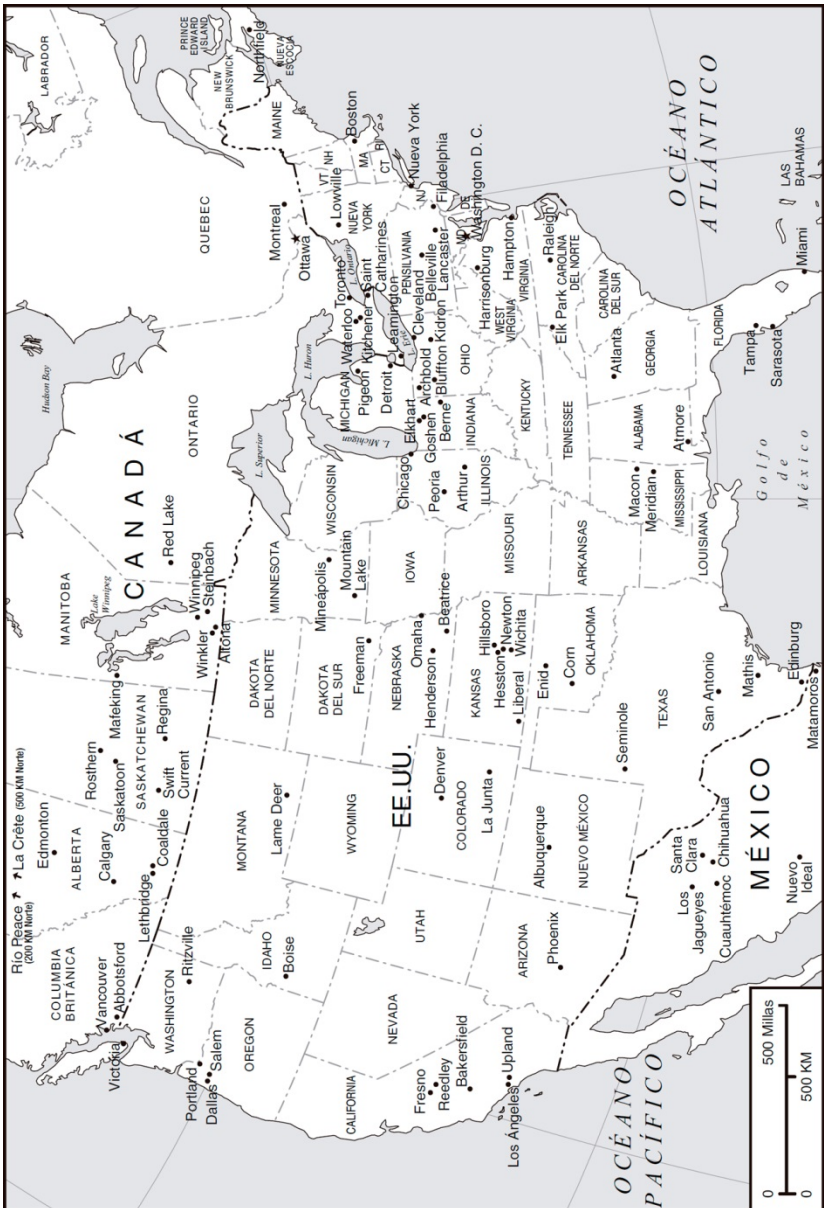 Río Peace
(200 KM Norte)
La Crête (500 KM Norte)
COLUMBIA
BRITÁNICA
Vancouver
Abbotsford
Victoria
Edmonton
ALBERTA
Calgary
Lethbridge
Coaldale
Rosthern
Saskatoon
SASKATCHEWAN
Swift
Current
Regina
Mafeking
MANITOBA
Lake
Winnipeg
Winnipeg
Steinbach
Winkler
Altona
CANADÁ
Red Lake
ONTARIO
Hudson Bay
QUEBEC
LABRADOR
Montreal
Ottawa
NEW
BRUNSWICK
PRINCE
EDWARD
ISLAND
Northfield
NUEVA
ESCOCIA
WASHINGTON
Ritzville
Portland
Dallas
Salem
OREGON
IDAHO
Boise
MONTANA
Lame Deer
WYOMING
DAKOTA
DEL NORTE
DAKOTA
DEL SUR
Freeman
MINNESOTA
Mineápolis
Mountain
Lake
WISCONSIN
L. Superior
L. Michigan
L. Huron
L. Ontario
L. Erie
MICHIGAN
Pigeon
Detroit
Waterloo
Kitchener
Toronto
Saint
Catharines
Leamington
Lowville
NUEVA
YORK
VT
NH
MAINE
MA
CT
RI
Boston
Nueva York
NJ
Filadelphia
DE
MD
Washington D. C.
PENSILVANIA
Cleveland
Belleville
Lancaster
Kidron
Archbold
Bluffton
OHIO
Elkhart
Goshen
Berne
INDIANA
Chicago
Peoria
Arthur
ILLINOIS
IOWA
EE.UU.
NEBRASKA
Omaha
Henderson
Beatrice
CALIFORNIA
NEVADA
UTAH
Fresno
Reedley
Bakersfield
Los Ángeles
Upland
COLORADO
Denver
La Junta
KANSAS
Hillsboro
Hesston
Newton
Wichita
Liberal
MISSOURI
KENTUCKY
WEST
VIRGINIA
Harrisonburg
VIRGINIA
Hampton
ARIZONA
Phoenix
NUEVO MÉXICO
Albuquerque
Enid
Corn
OKLAHOMA
ARKANSAS
TENNESSEE
Elk Park
Raleigh
CAROLINA
DEL NORTE
CAROLINA
DEL SUR
Atlanta
GEORGIA
ALABAMA
Atmore
Macon
Meridian
MISSISSIPPI
LOUISIANA
TEXAS
Seminole
San Antonio
Mathis
Edinburg
Matamoros
FLORIDA
Tampa
Sarasota
Miami
LAS
BAHAMAS
MÉXICO
Santa
Clara
Los
Jagueyes
Chihuahua
Cuauhtémoc
Nuevo
Ideal
Golfo
de
México
OCÉANO
ATLÁNTICO
OCÉANO
PACÍFICO
0
500 Millas
0
500 KM